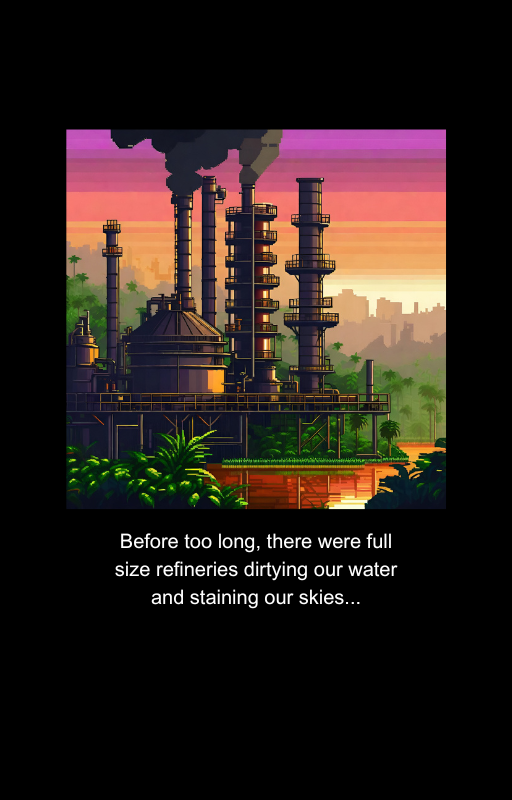 Before too long, there were full
size refineries dirtying our water
and staining our skies...